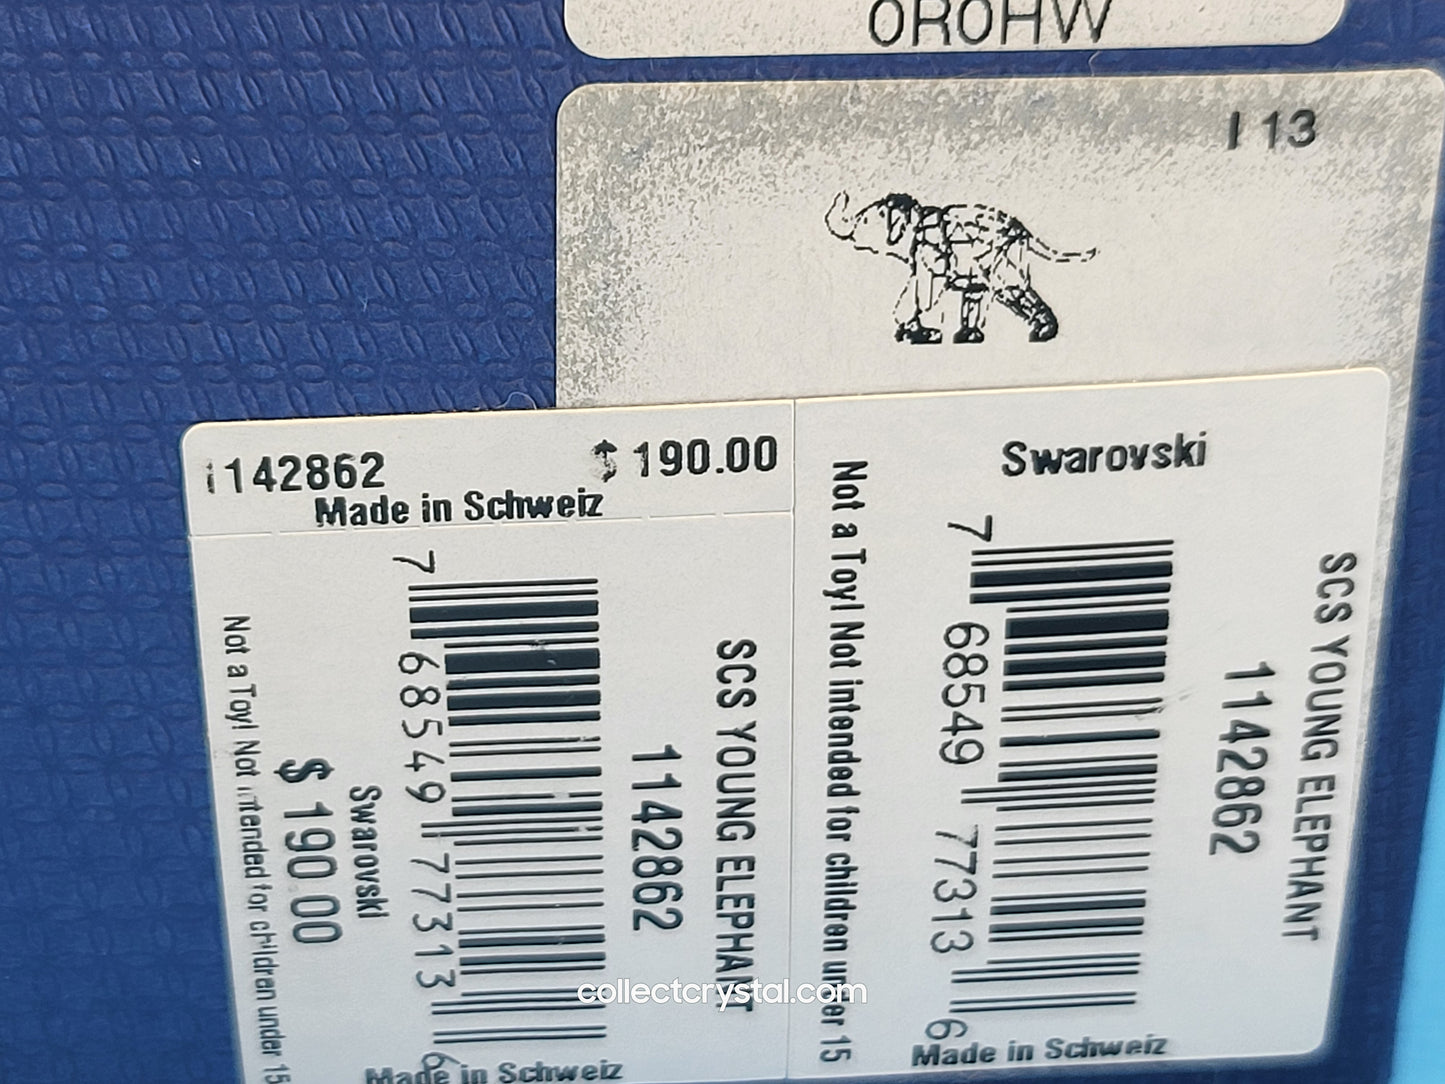 OROHW
I 13
1142862
$ 190.00
Made in Schweiz
Swarovski
Not a Toy! Not intended for children under 15
$ 190.00
Swarovski
7 68549 77313 6
1142862
SCS YOUNG ELEPHANT
Made in Schweiz
Not a Toy! Not intended for children under 15
7 68549 77313 6
1142862
SCS YOUNG ELEPHANT
Made in Schweiz
collectcrystal.com